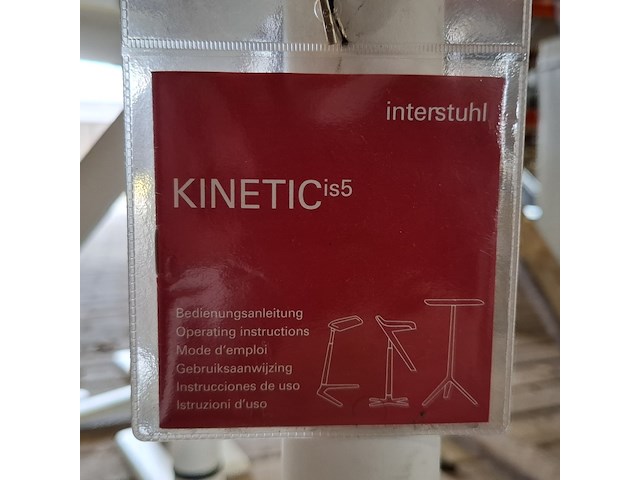 interstuhl
KINETICis5
Bedienungsanleitung
Operating instructions
Mode d'emploi
Gebruiksaanwijzing
Instrucciones de uso
Istruzioni d'uso